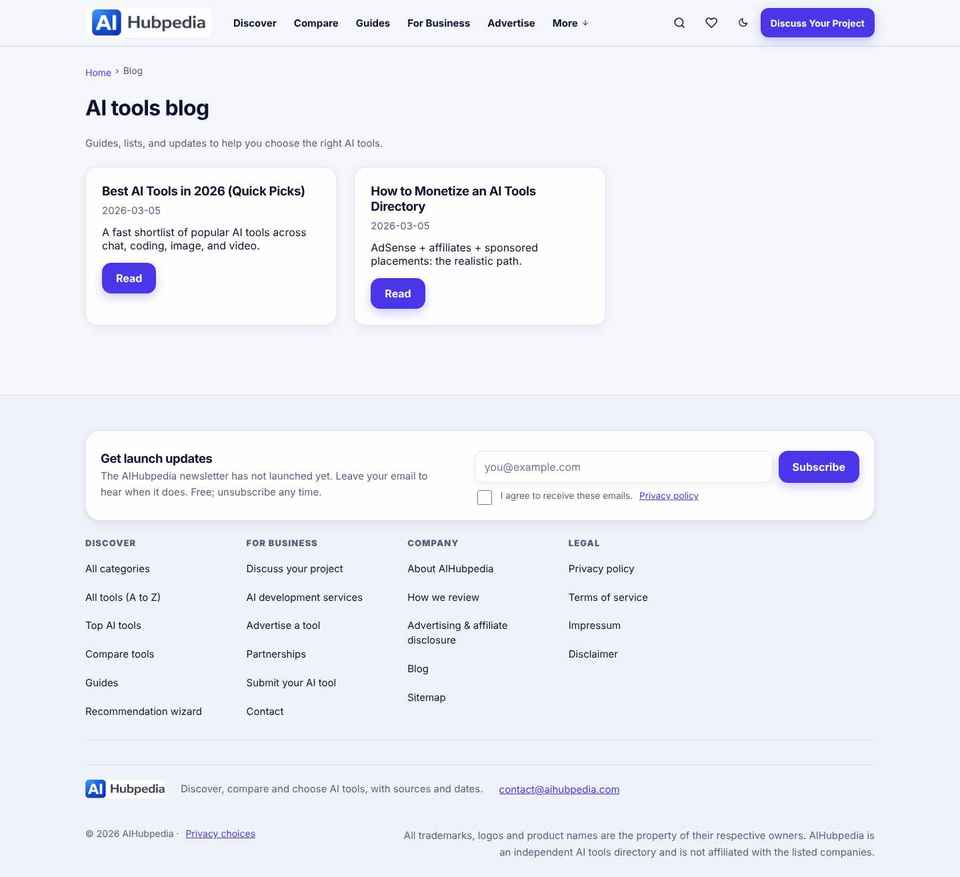 AI Hubpedia
Discover Compare Guides For Business Advertise More ↓ Discuss Your Project
Home › Blog
AI tools blog
Guides, lists, and updates to help you choose the right AI tools.
Best AI Tools in 2026 (Quick Picks)
2026-03-05
A fast shortlist of popular AI tools across
chat, coding, image, and video.
Read
How to Monetize an AI Tools
Directory
2026-03-05
AdSense + affiliates + sponsored
placements: the realistic path.
Read
Get launch updates
The AIHubpedia newsletter has not launched yet. Leave your email to
hear when it does. Free; unsubscribe any time.
you@example.com
Subscribe
I agree to receive these emails. Privacy policy
DISCOVER
All categories
All tools (A to Z)
Top AI tools
Compare tools
Guides
Recommendation wizard
FOR BUSINESS
Discuss your project
AI development services
Advertise a tool
Partnerships
Submit your AI tool
Contact
COMPANY
About AIHubpedia
How we review
Advertising & affiliate
disclosure
Blog
Sitemap
LEGAL
Privacy policy
Terms of service
Impressum
Disclaimer
AI Hubpedia
Discover, compare and choose AI tools, with sources and dates. contact@aihubpedia.com
© 2026 AIHubpedia · Privacy choices
All trademarks, logos and product names are the property of their respective owners. AIHubpedia is
an independent AI tools directory and is not affiliated with the listed companies.